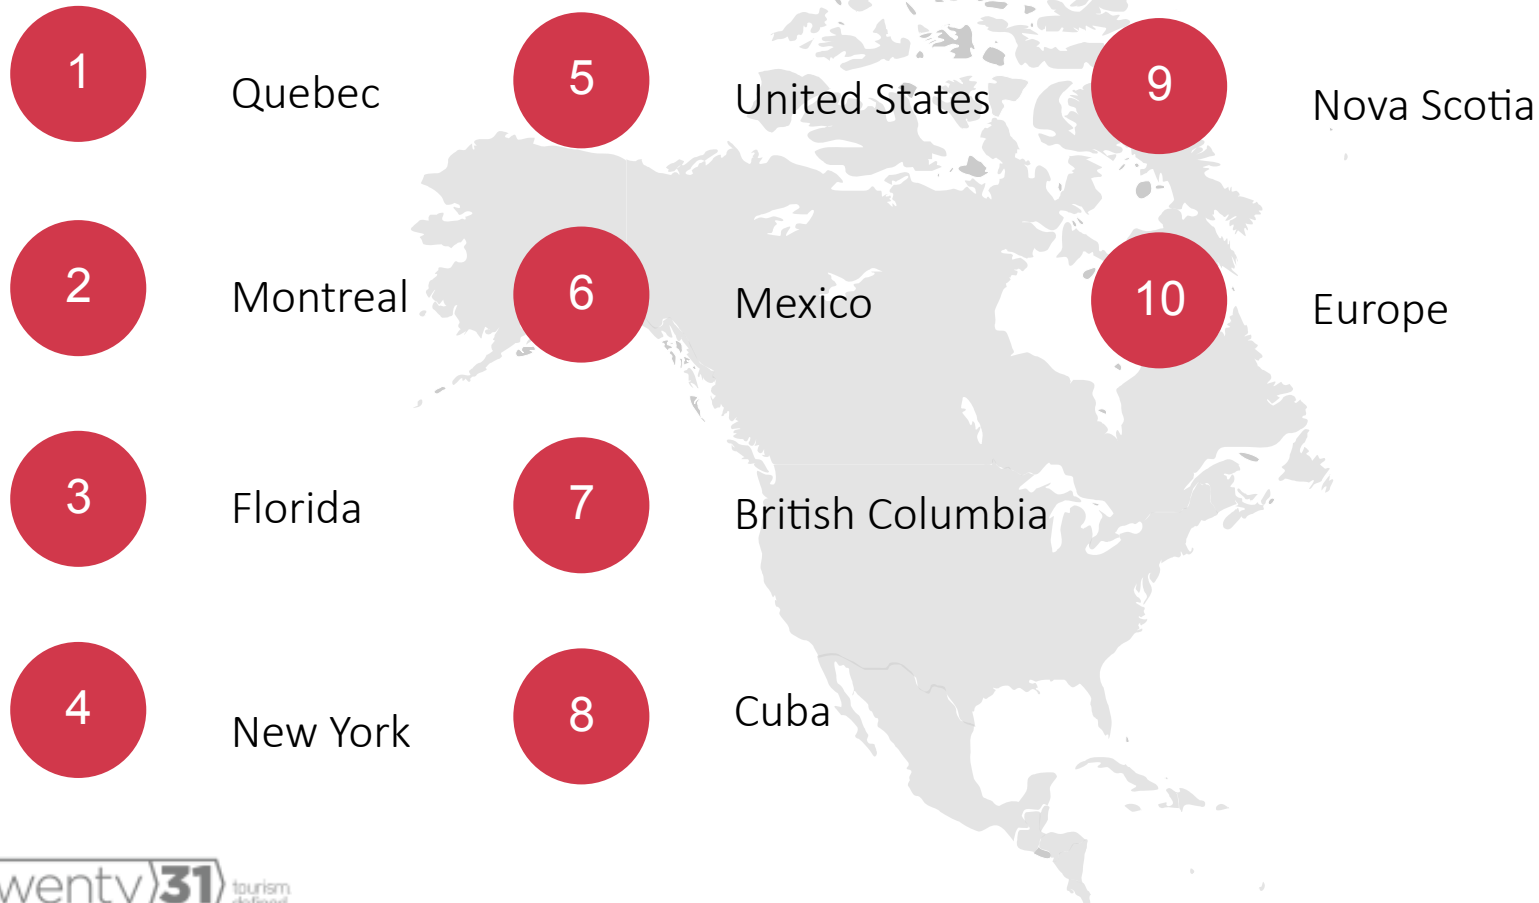 1
Quebec
2
Montreal
3
Florida
4
New York
5
United States
6
Mexico
7
British Columbia
8
Cuba
9
Nova Scotia
10
Europe
wenty 31 tourism